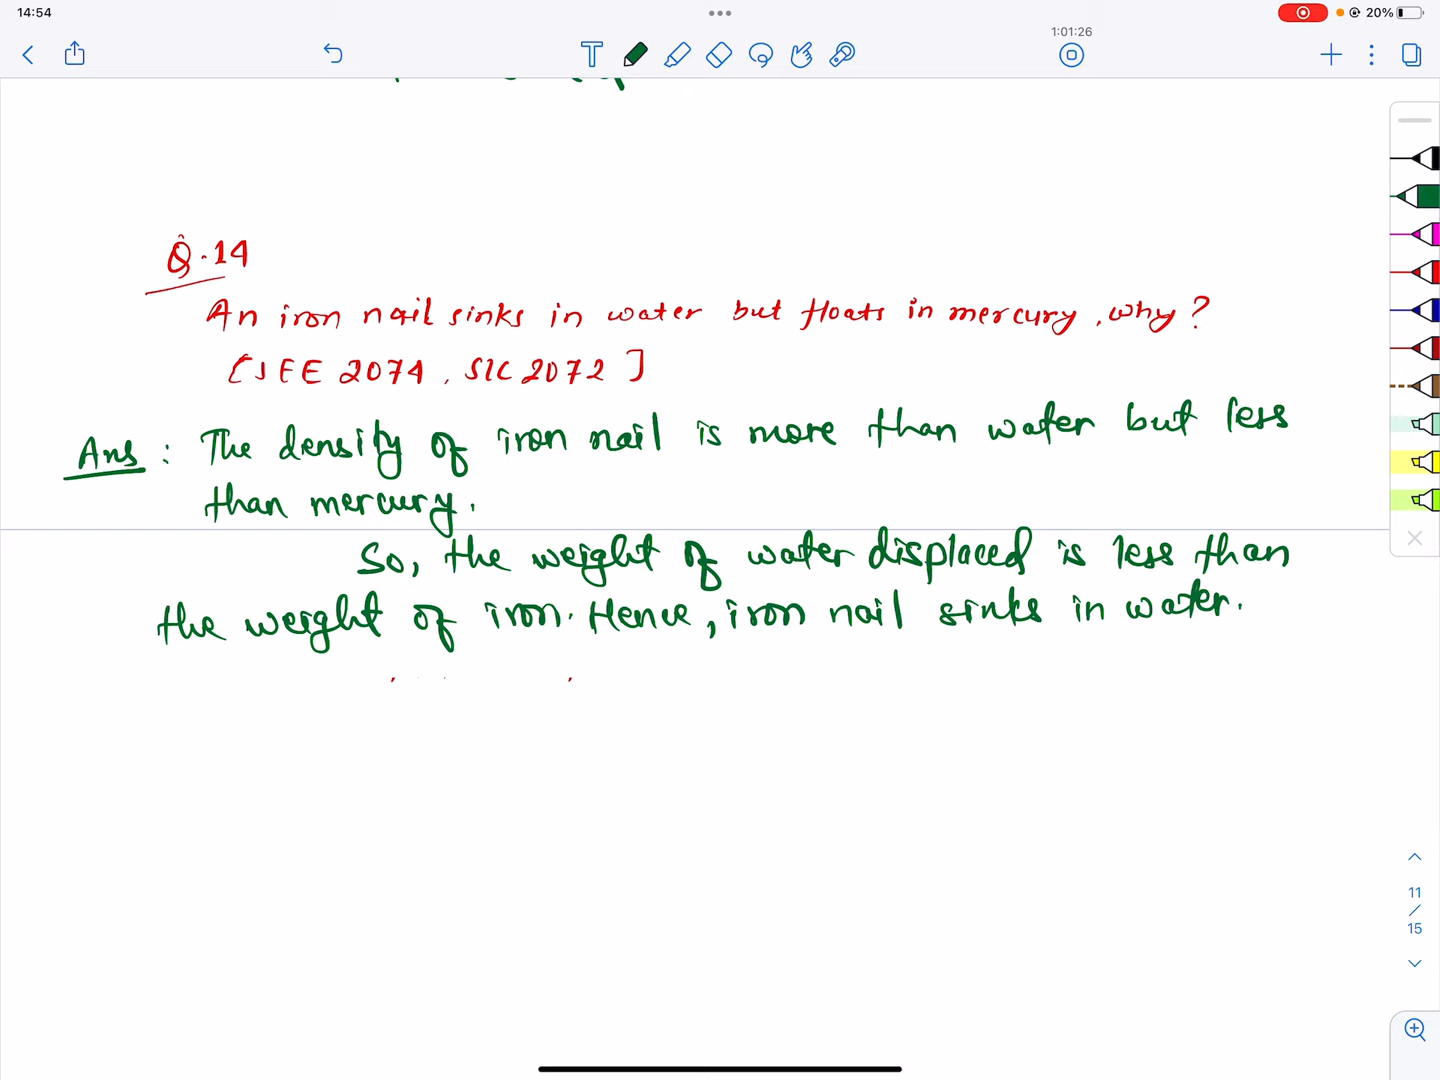 14:54
20%
1:01:26
Q.14
An iron nail sinks in water but floats in mercury, why?
[SEE 2074, SLC 2072]
Ans: The density of iron nail is more than water but less
than mercury.
So, the weight of water displaced is less than
the weight of iron. Hence, iron nail sinks in water.
11
/
15